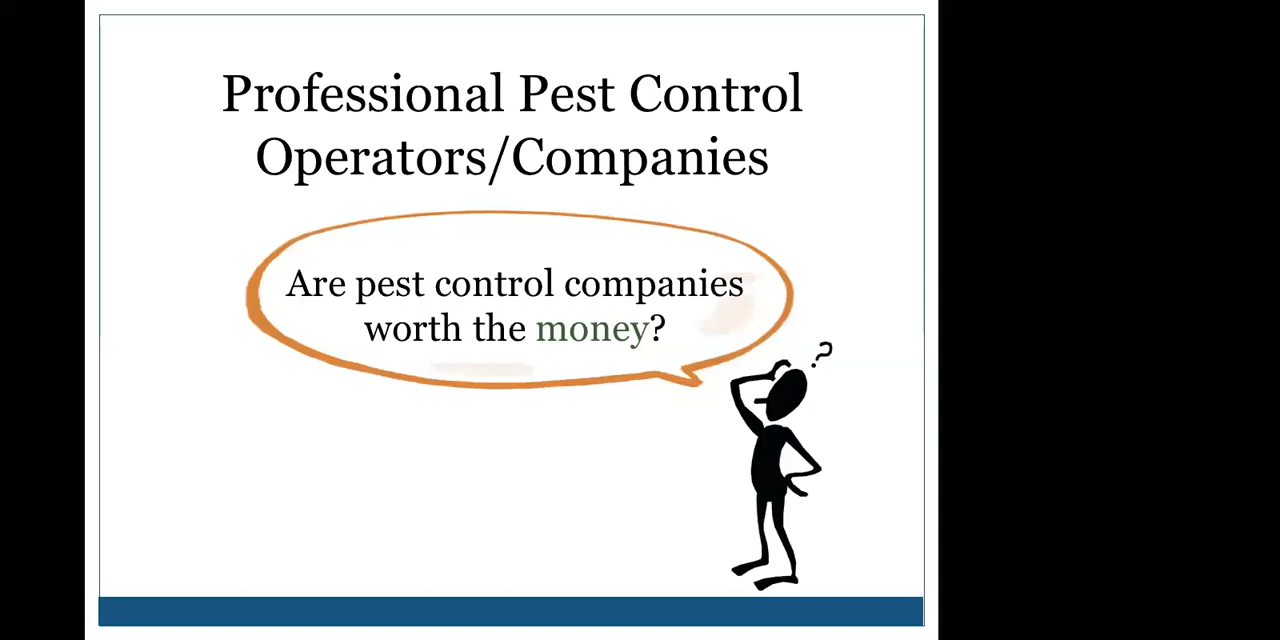 Professional Pest Control
Operators/Companies
Are pest control companies
worth the money?
?